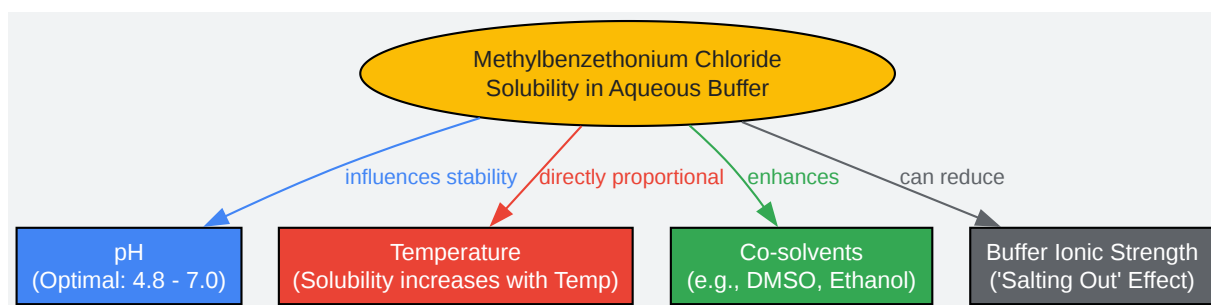 Methylbenzethonium Chloride
Solubility in Aqueous Buffer
influences stability
directly proportional
enhances
can reduce
pH
(Optimal: 4.8 - 7.0)
Temperature
(Solubility increases with Temp)
Co-solvents
(e.g., DMSO, Ethanol)
Buffer Ionic Strength
('Salting Out' Effect)